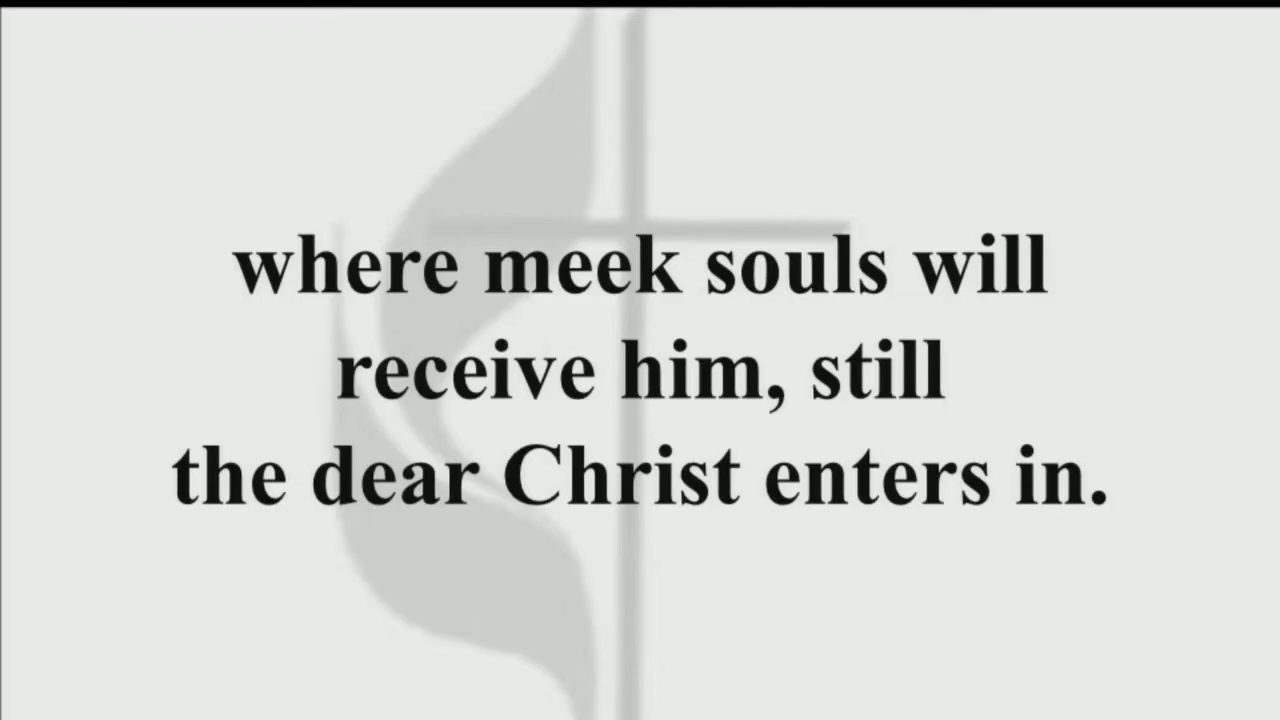 where meek souls will
receive him, still
the dear Christ enters in.